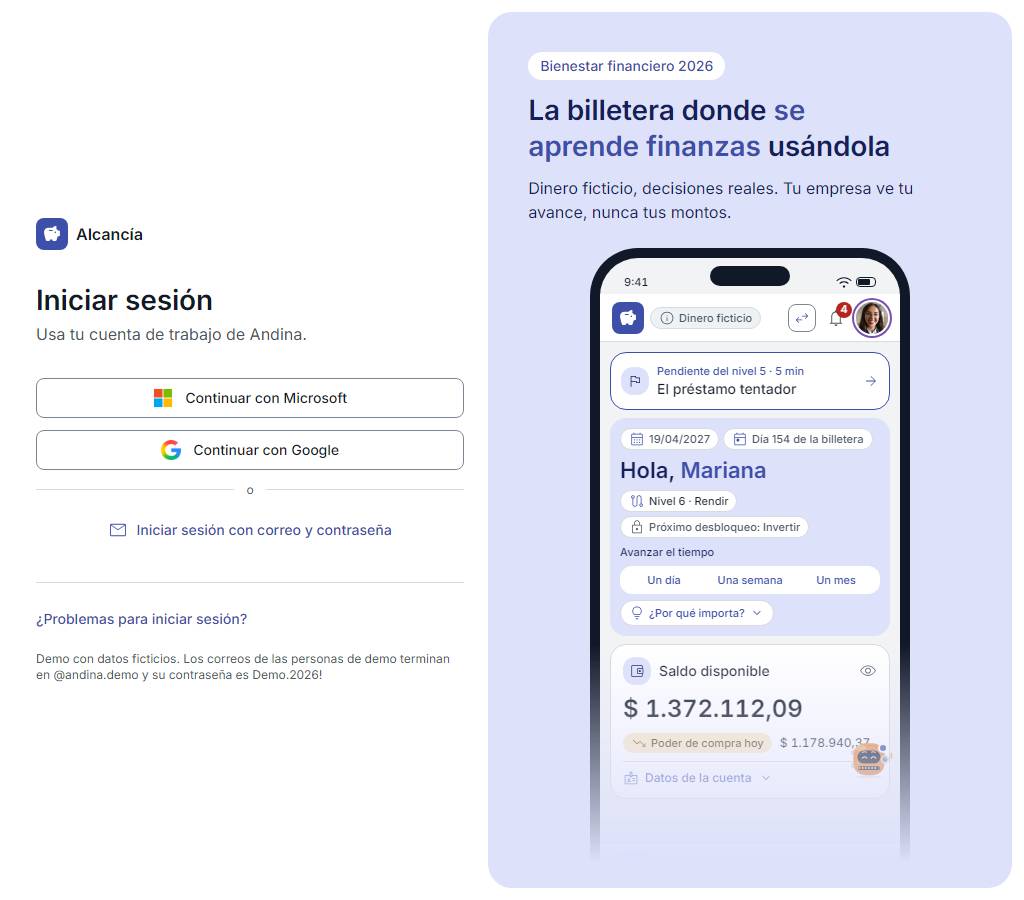 Alcancía
Iniciar sesión
Usa tu cuenta de trabajo de Andina.
Continuar con Microsoft
Continuar con Google
o
Iniciar sesión con correo y contraseña
¿Problemas para iniciar sesión?
Demo con datos ficticios. Los correos de las personas de demo terminan
en @andina.demo y su contraseña es Demo.2026!
Bienestar financiero 2026
La billetera donde se
aprende finanzas usándola
Dinero ficticio, decisiones reales. Tu empresa ve tu
avance, nunca tus montos.
9:41
Dinero ficticio
4
Pendiente del nivel 5 · 5 min
El préstamo tentador
19/04/2027
Día 154 de la billetera
Hola, Mariana
Nivel 6 · Rendir
Próximo desbloqueo: Invertir
Avanzar el tiempo
Un día
Una semana
Un mes
¿Por qué importa?
Saldo disponible
$ 1.372.112,09
Poder de compra hoy
$ 1.178.940,37
Datos de la cuenta